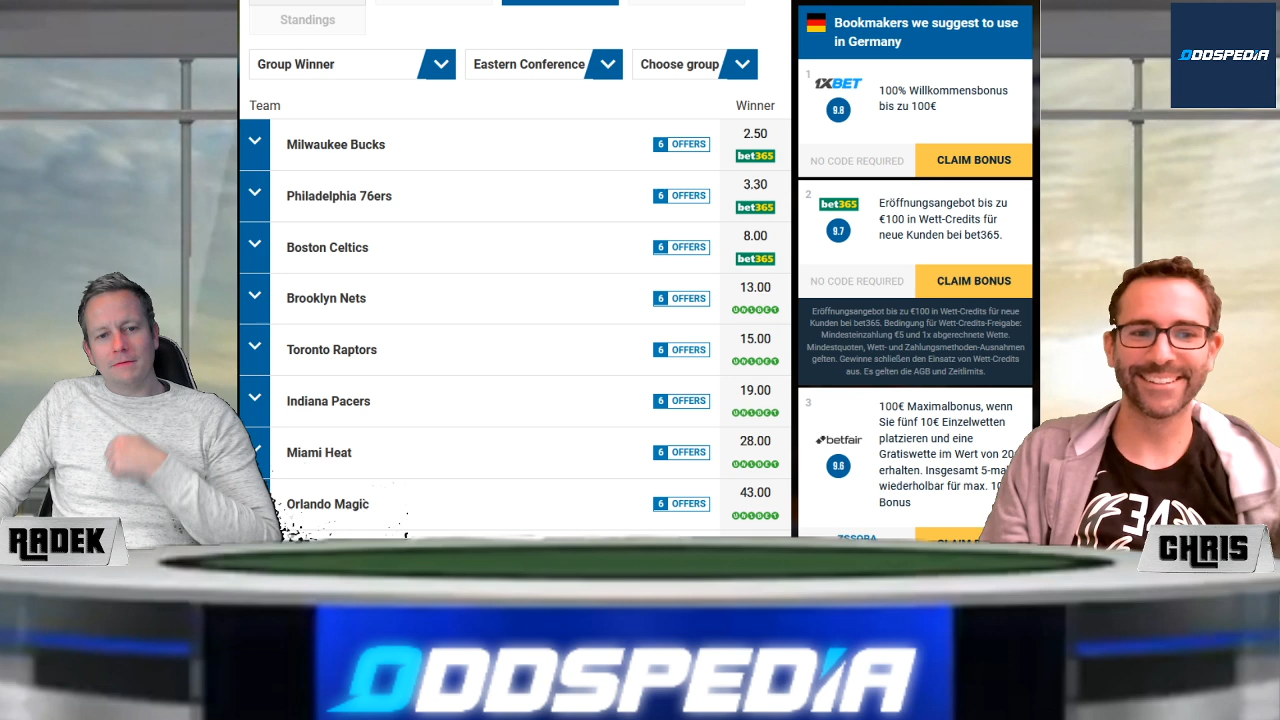 Standings
Group Winner
Eastern Conference
Choose group
Team
Winner
Milwaukee Bucks
6 OFFERS
2.50
bet365
Philadelphia 76ers
6 OFFERS
3.30
bet365
Boston Celtics
6 OFFERS
8.00
bet365
Brooklyn Nets
6 OFFERS
13.00
UNIBET
Toronto Raptors
6 OFFERS
15.00
UNIBET
Indiana Pacers
6 OFFERS
19.00
UNIBET
Miami Heat
6 OFFERS
28.00
UNIBET
Orlando Magic
6 OFFERS
43.00
UNIBET
Bookmakers we suggest to use
in Germany
1
1XBET
9.8
100% Willkommensbonus
bis zu 100€
NO CODE REQUIRED
CLAIM BONUS
2
bet365
9.7
Eröffnungsangebot bis zu
€100 in Wett-Credits für
neue Kunden bei bet365.
NO CODE REQUIRED
CLAIM BONUS
Eröffnungsangebot bis zu €100 in Wett-Credits für neue
Kunden bei bet365. Bedingung für Wett-Credits-Freigabe:
Mindesteinzahlung €5 und 1x abgerechnete Wette.
Mindestquoten, Wett- und Zahlungsmethoden-Ausnahmen
gelten. Gewinne schließen den Einsatz von Wett-Credits
aus. Es gelten die AGB und Zeitlimits.
3
betfair
9.6
100€ Maximalbonus, wenn
Sie fünf 10€ Einzelwetten
platzieren und eine
Gratiswette im Wert von
erhalten. Insgesamt
wiederholbar für max.
Bonus
ZSSOBA
CLAIM
ODDSPEDIA
RADEK
CHRIS
ODDSPEDIA